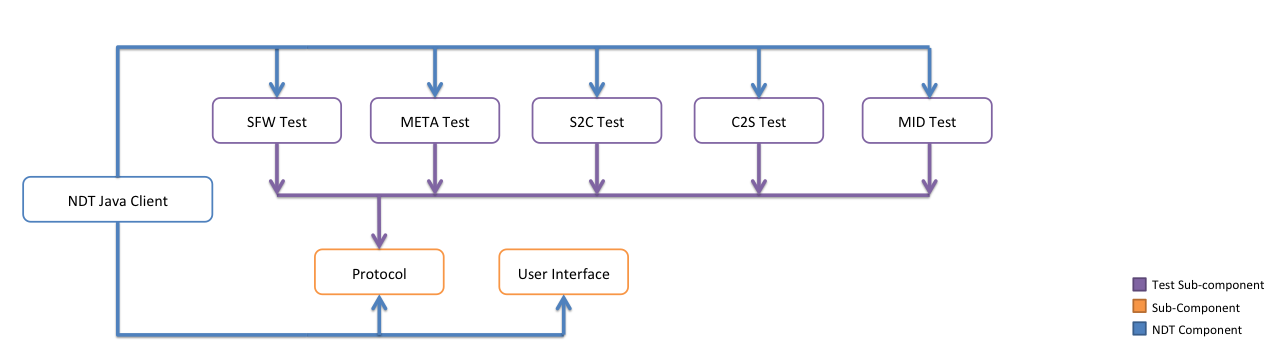 SFW Test
META Test
S2C Test
C2S Test
MID Test
NDT Java Client
Protocol
User Interface
Test Sub-component
Sub-Component
NDT Component